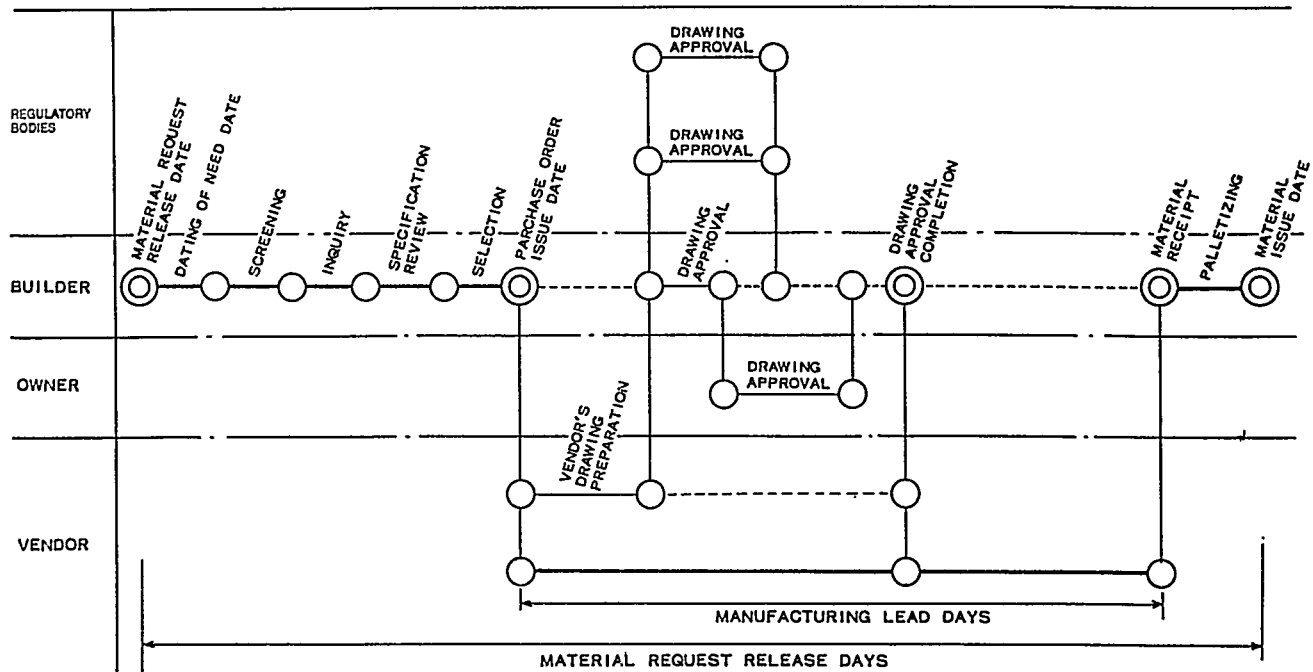 DRAWING
APPROVAL
REGULATORY
BODIES
DRAWING
APPROVAL
MATERIAL REQUEST
RELEASE DATE
DATING OF NEED DATE
SCREENING
INQUIRY
SPECIFICATION
REVIEW
SELECTION
PARCHASE ORDER
ISSUE DATE
DRAWING
APPROVAL
DRAWING
APPROVAL
COMPLETION
MATERIAL
RECEIPT
PALLETIZING
MATERIAL
ISSUE DATE
BUILDER
OWNER
DRAWING
APPROVAL
VENDOR'S
DRAWING
PREPARATION
VENDOR
MANUFACTURING LEAD DAYS
MATERIAL REQUEST RELEASE DAYS